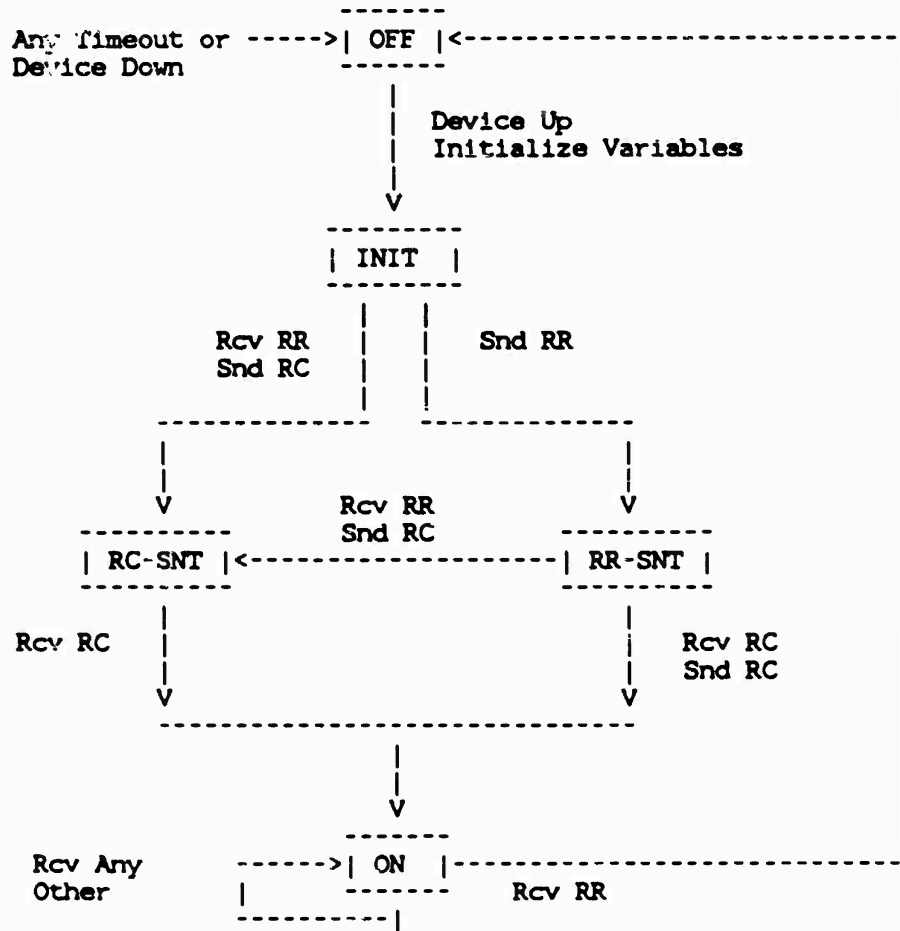 Any Timeout or
Device Down
OFF
Device Up
Initialize Variables
INIT
Rcv RR
Snd RC
Snd RR
Rcv RR
Snd RC
RC-SNT
RR-SNT
Rcv RC
Rcv RC
Snd RC
Rcv Any
Other
ON
Rcv RR